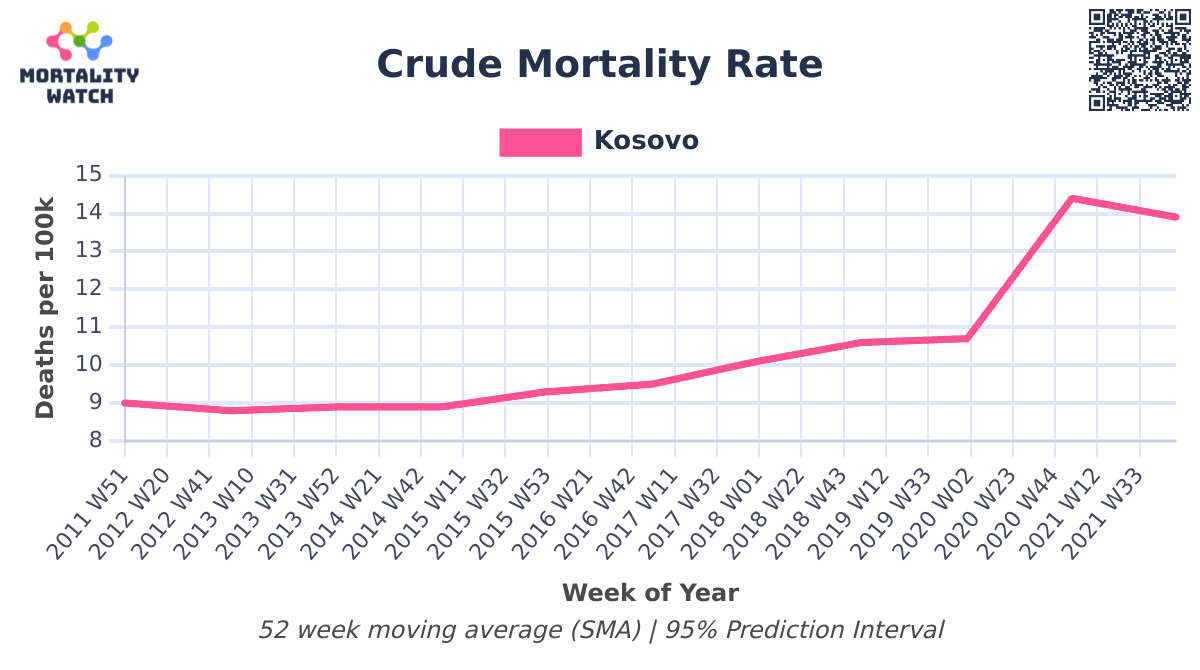 MORTALITY
WATCH
Crude Mortality Rate
Kosovo
Deaths per 100k
15
14
13
12
11
10
9
8
2011 W51
2012 W20
2012 W41
2013 W10
2013 W31
2013 W52
2014 W21
2014 W42
2015 W11
2015 W32
2015 W53
2016 W21
2016 W42
2017 W11
2017 W32
2018 W01
2018 W22
2018 W43
2019 W12
2019 W33
2020 W02
2020 W23
2020 W44
2021 W12
2021 W33
Week of Year
52 week moving average (SMA) | 95% Prediction Interval